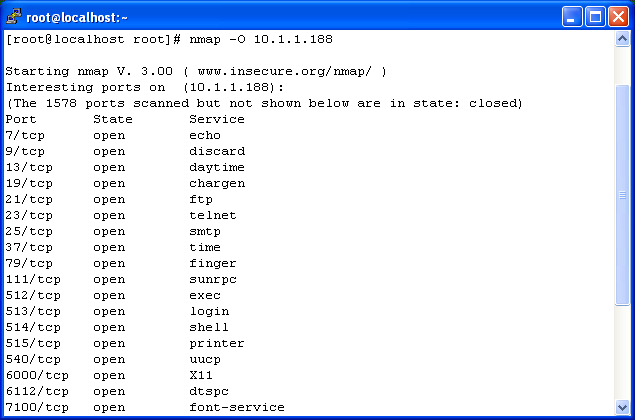 root@localhost:~
[root@localhost root]# nmap -O 10.1.1.188
Starting nmap V. 3.00 ( www.insecure.org/nmap/ )
Interesting ports on  (10.1.1.188):
(The 1578 ports scanned but not shown below are in state: closed)
Port       State       Service
7/tcp      open        echo
9/tcp      open        discard
13/tcp     open        daytime
19/tcp     open        chargen
21/tcp     open        ftp
23/tcp     open        telnet
25/tcp     open        smtp
37/tcp     open        time
79/tcp     open        finger
111/tcp    open        sunrpc
512/tcp    open        exec
513/tcp    open        login
514/tcp    open        shell
515/tcp    open        printer
540/tcp    open        uucp
6000/tcp   open        X11
6112/tcp   open        dtspc
7100/tcp   open        font-service